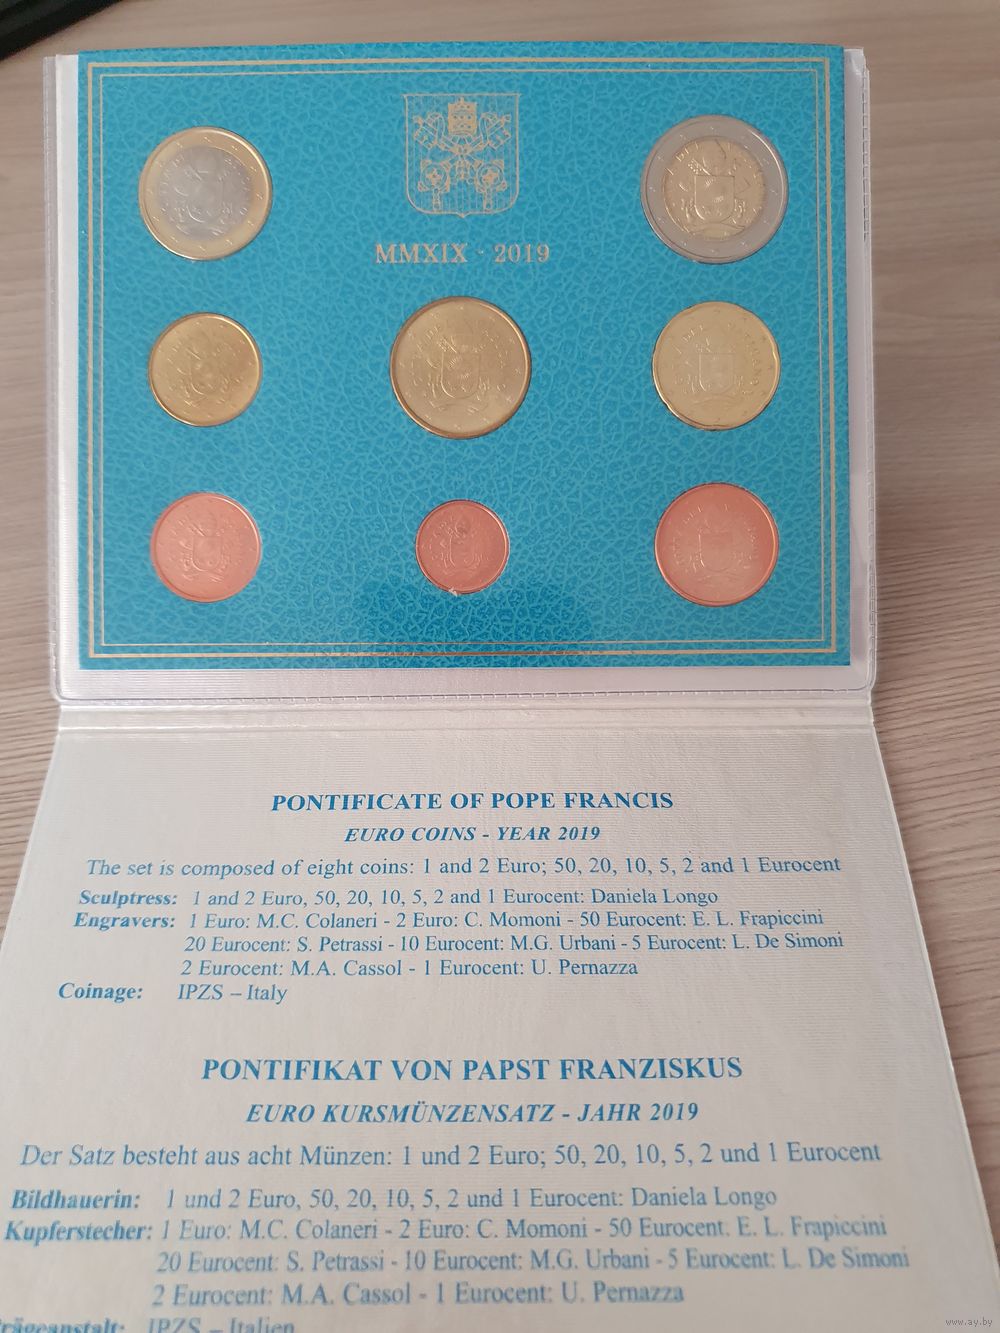 MMXIX - 2019
PONTIFICATE OF POPE FRANCIS
EURO COINS - YEAR 2019
The set is composed of eight coins: 1 and 2 Euro; 50, 20, 10, 5, 2 and 1 Eurocent
Sculptress: 1 and 2 Euro, 50, 20, 10, 5, 2 and 1 Eurocent: Daniela Longo
Engravers: 1 Euro: M.C. Colaneri - 2 Euro: C. Momoni - 50 Eurocent: E. L. Frapiccini
20 Eurocent: S. Petrassi - 10 Eurocent: M.G. Urbani - 5 Eurocent: L. De Simoni
2 Eurocent: M.A. Cassol - 1 Eurocent: U. Pernazza
Coinage: IPZS – Italy
PONTIFIKAT VON PAPST FRANZISKUS
EURO KURSMÜNZENSATZ - JAHR 2019
Der Satz besteht aus acht Münzen: 1 und 2 Euro; 50, 20, 10, 5, 2 und 1 Eurocent
Bildhauerin: 1 und 2 Euro, 50, 20, 10, 5, 2 und 1 Eurocent: Daniela Longo
Kupferstecher: 1 Euro: M.C. Colaneri - 2 Euro: C. Momoni - 50 Eurocent: E. L. Frapiccini
20 Eurocent: S. Petrassi - 10 Eurocent: M.G. Urbani - 5 Eurocent: L. De Simoni
2 Eurocent: M.A. Cassol - 1 Eurocent: U. Pernazza
rägeanstalt: IPZS – Italien
www.ay.by